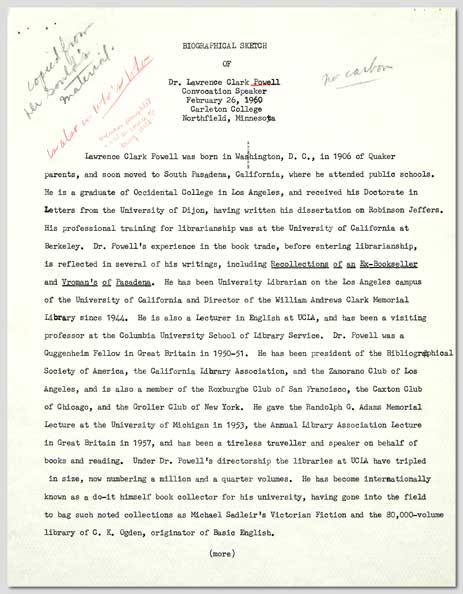 copied from
Dr Gould's
material.
no carbon
is also in Who's Who
BIOGRAPHICAL SKETCH
OF
Dr. Lawrence Clark Powell
Convocation Speaker
February 26, 1960
Carleton College
Northfield, Minnesota
Lawrence Clark Powell was born in Washington, D. C., in 1906 of Quaker
parents, and soon moved to South Pasadena, California, where he attended public schools.
He is a graduate of Occidental College in Los Angeles, and received his Doctorate in
Letters from the University of Dijon, having written his dissertation on Robinson Jeffers.
His professional training for librarianship was at the University of California at
Berkeley. Dr. Powell's experience in the book trade, before entering librarianship,
is reflected in several of his writings, including Recollections of an Ex-Bookseller
and Vroman's of Pasadena. He has been University Librarian on the Los Angeles campus
of the University of California and Director of the William Andrews Clark Memorial
Library since 1944. He is also a Lecturer in English at UCLA, and has been a visiting
professor at the Columbia University School of Library Service. Dr. Powell was a
Guggenheim Fellow in Great Britain in 1950-51. He has been president of the Bibliographical
Society of America, the California Library Association, and the Zamorano Club of Los
Angeles, and is also a member of the Roxburghe Club of San Francisco, the Caxton Club
of Chicago, and the Grolier Club of New York. He gave the Randolph G. Adams Memorial
Lecture at the University of Michigan in 1953, the Annual Library Association Lecture
in Great Britain in 1957, and has been a tireless traveller and speaker on behalf of
books and reading. Under Dr. Powell's directorship the libraries at UCLA have tripled
in size, now numbering a million and a quarter volumes. He has become internationally
known as a do-it himself book collector for his university, having gone into the field
to bag such noted collections as Michael Sadleir's Victorian Fiction and the 80,000-volume
library of C. K. Ogden, originator of Basic English.
(more)